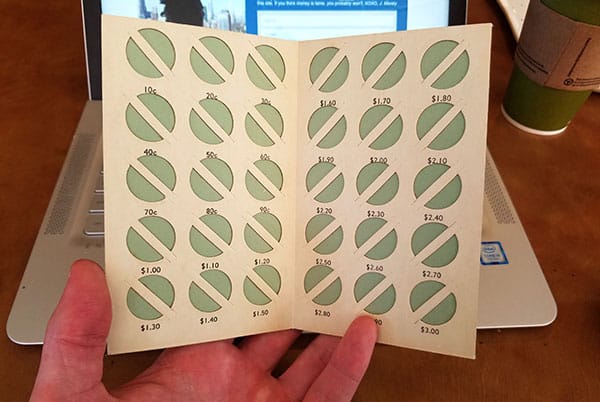 this site. If you think money is lame, you probably won't. XOXO, J. Money
10c 20c 30c
40c 50c 60c
70c 80c 90c
$1.00 $1.10 $1.20
$1.30 $1.40 $1.50
$1.60 $1.70 $1.80
$1.90 $2.00 $2.10
$2.20 $2.30 $2.40
$2.50 $2.60 $2.70
$2.80 90 $3.00
intel